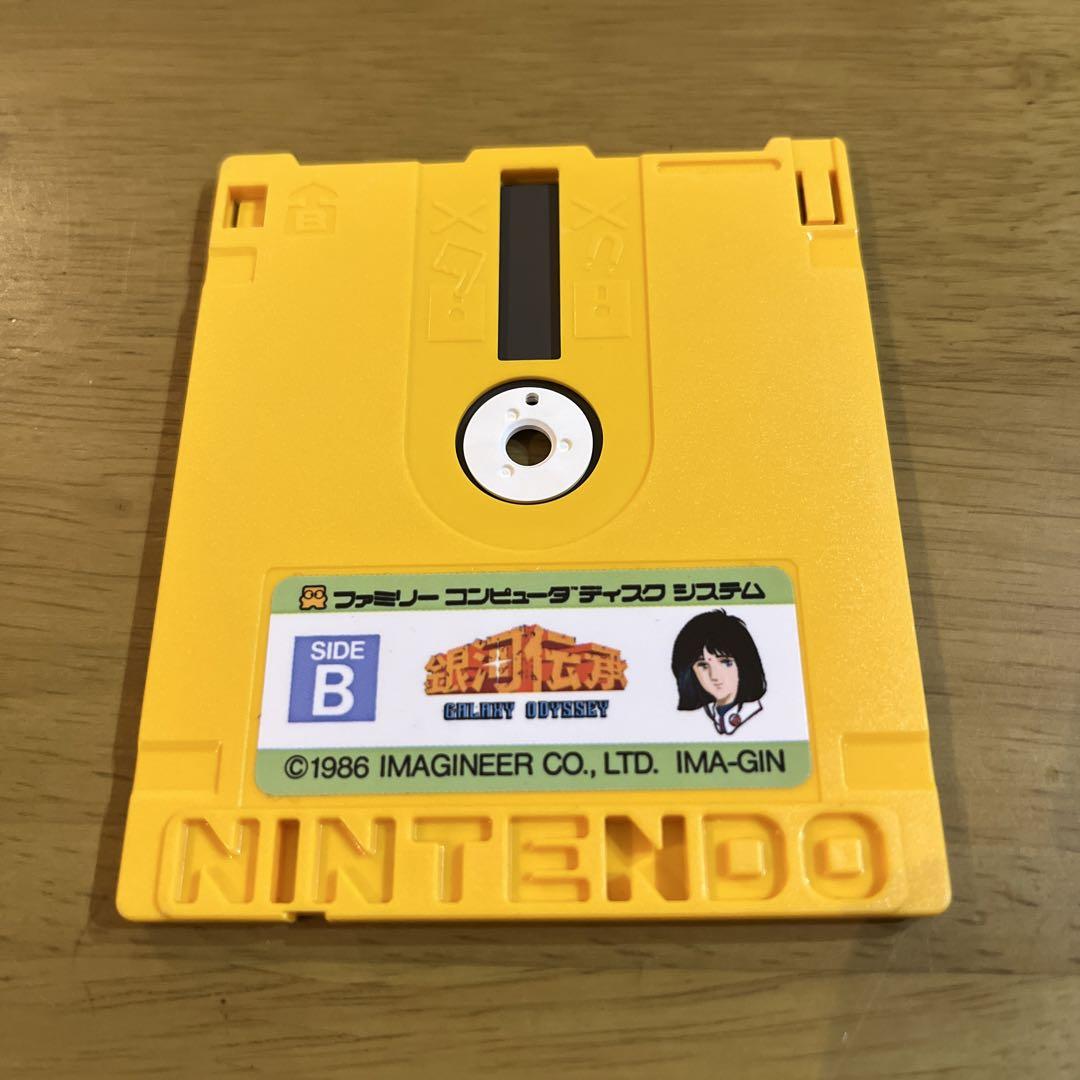 B
ファミリー コンピュータ ディスク システム
SIDE
B
銀河伝承
GALAXY ODYSSEY
©1986 IMAGINEER CO., LTD. IMA-GIN
NINTENDO